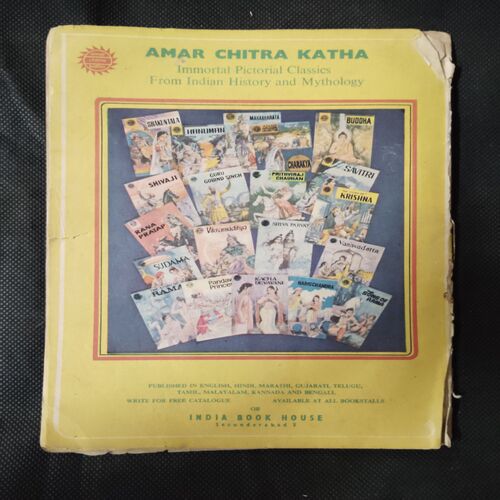 AMAR CHITRA KATHA
Immortal Pictorial Classics
From Indian History and Mythology
SHAKUNTALA
HANUMAN
MAHABHARATA
BUDDHA
CHANAKYA
SAVITRI
SHIVAJI
GURU
GOBIND SINGH
PRITHVIRAJ
CHAUHAN
KRISHNA
RANA
PRATAP
Vikramaditya
SHIVA PARVATI
Vasavadatta
SUDAMA
RAMA
Pandava
Princes
KACHA
DEVAYANI
HARISCHANDRA
PUBLISHED IN ENGLISH, HINDI, MARATHI, GUJARATI, TELUGU,
TAMIL, MALAYALAM, KANNADA AND BENGALI.
WRITE FOR FREE CATALOGUE. AVAILABLE AT ALL BOOKSTALLS
OR
INDIA BOOK HOUSE
Secunderabad